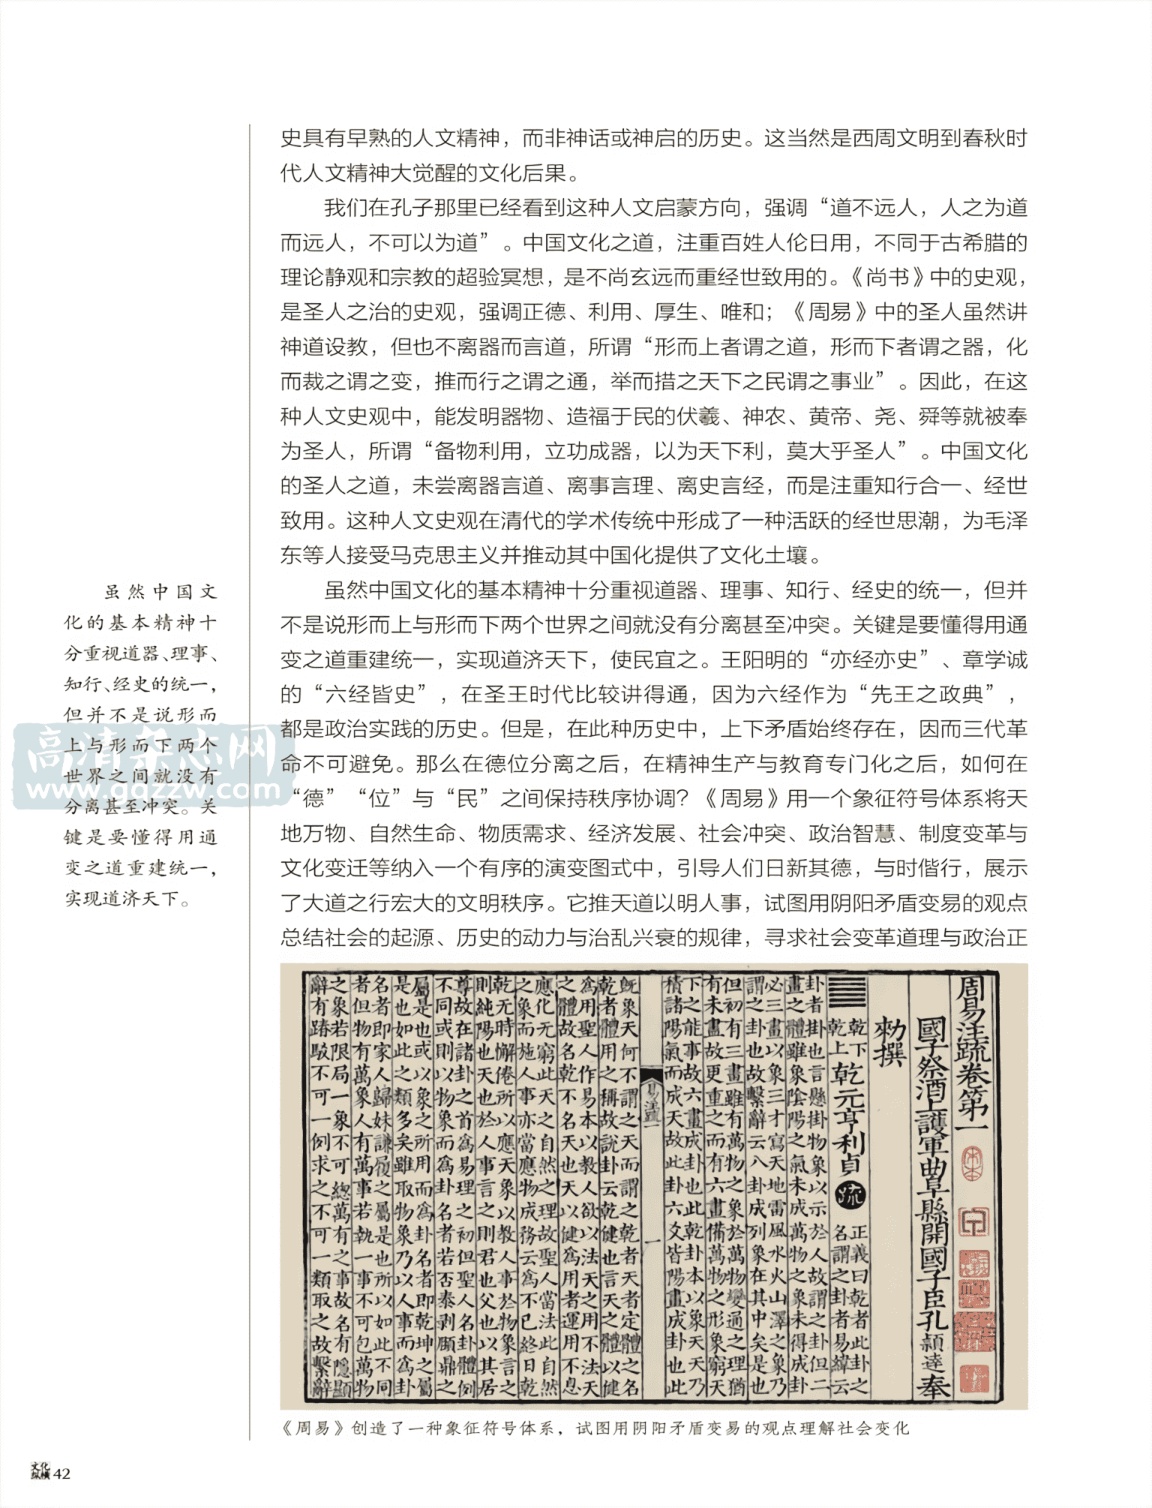 史具有早熟的人文精神，而非神话或神启的历史。这当然是西周文明到春秋时
代人文精神大觉醒的文化后果。
我们在孔子那里已经看到这种人文启蒙方向，强调“道不远人，人之为道
而远人，不可以为道”。中国文化之道，注重百姓人伦日用，不同于古希腊的
理论静观和宗教的超验冥想，是不尚玄远而重经世致用的。《尚书》中的史观，
是圣人之治的史观，强调正德、利用、厚生、唯和；《周易》中的圣人虽然讲
神道设教，但也不离器而言道，所谓“形而上者谓之道，形而下者谓之器，化
而裁之谓之变，推而行之谓之通，举而措之天下之民谓之事业”。因此，在这
种人文史观中，能发明器物、造福于民的伏羲、神农、黄帝、尧、舜等就被奉
为圣人，所谓“备物利用，立功成器，以为天下利，莫大乎圣人”。中国文化
的圣人之道，未尝离器言道、离事言理、离史言经，而是注重知行合一、经世
致用。这种人文史观在清代的学术传统中形成了一种活跃的经世思潮，为毛泽
东等人接受马克思主义并推动其中国化提供了文化土壤。
虽然中国文化的基本精神十分重视道器、理事、知行、经史的统一，但并
不是说形而上与形而下两个世界之间就没有分离甚至冲突。关键是要懂得用通
变之道重建统一，实现道济天下，使民宜之。王阳明的“亦经亦史”、章学诚
的“六经皆史”，在圣王时代比较讲得通，因为六经作为“先王之政典”，
都是政治实践的历史。但是，在此种历史中，上下矛盾始终存在，因而三代革
命不可避免。那么在德位分离之后，在精神生产与教育专门化之后，如何在
“德”“位”与“民”之间保持秩序协调？《周易》用一个象征符号体系将天
地万物、自然生命、物质需求、经济发展、社会冲突、政治智慧、制度变革与
文化变迁等纳入一个有序的演变图式中，引导人们日新其德，与时偕行，展示
了大道之行宏大的文明秩序。它推天道以明人事，试图用阴阳矛盾变易的观点
总结社会的起源、历史的动力与治乱兴衰的规律，寻求社会变革道理与政治正
虽然中国文
化的基本精神十
分重视道器、理事、
知行、经史的统一，
但并不是说形而
上与形而下两个
世界之间就没有
分离甚至冲突。关
键是要懂得用通
变之道重建统一，
实现道济天下。
高清杂志网
www.gqzzw.com
周易注疏卷第一
國子祭酒上護軍曲阜縣開國子臣孔穎達奉
勑撰
乾下
乾上
乾元亨利貞
疏
正義曰乾者此卦之
名謂之卦者易緯云
卦者掛也言懸掛物象以示於人故謂之卦但二
畫之體雖象陰陽之氣未成萬物之象未得成卦
必三畫以象三才寫天地雷風水火山澤之象乃
謂之卦也故繫辭云八卦成列象在其中矣是也
但初有三畫雖有萬物之象於萬物變通之理猶
有未盡故更重之而有六畫備萬物之形象窮天
下之能事故六畫成卦也此乾卦本以象天天乃
積諸陽氣而成天故此卦六爻皆陽畫成卦也此
易注疏一
一
既象天何不謂之天而謂之乾者天者定體之名
乾者體用之稱故說卦云乾健也言天之體以健
為用聖人作易本以教人欲以法天之用不法天
之體故名乾不名天也天以健為用者運用不息
應化无窮此天之自然之理故聖人當法此自然
之象而施人事亦當應物成務云為不已終日乾
乾无時懈倦所以應天象以教人事於物象言之
則純陽也天也於人事言之則君也父也以其居
尊故在諸卦之首為易理之初但聖人名卦體例
不同或則以物象而為卦名者若否泰剥頤鼎之
屬是也或以象之所用而為卦名者即乾坤之屬
是也如此之類多矣雖取物象乃以人事而為卦
名者即家人歸妹謙履之屬是也所以如此不同
者但物有萬象人有萬事若執一事不可包萬物
之象若限局一象不可總萬有之事故名有隱顯
辭有踳駁不可一例求之不可一類取之故繫辭
《周易》创造了一种象征符号体系，试图用阴阳矛盾变易的观点理解社会变化
文化
纵横 42